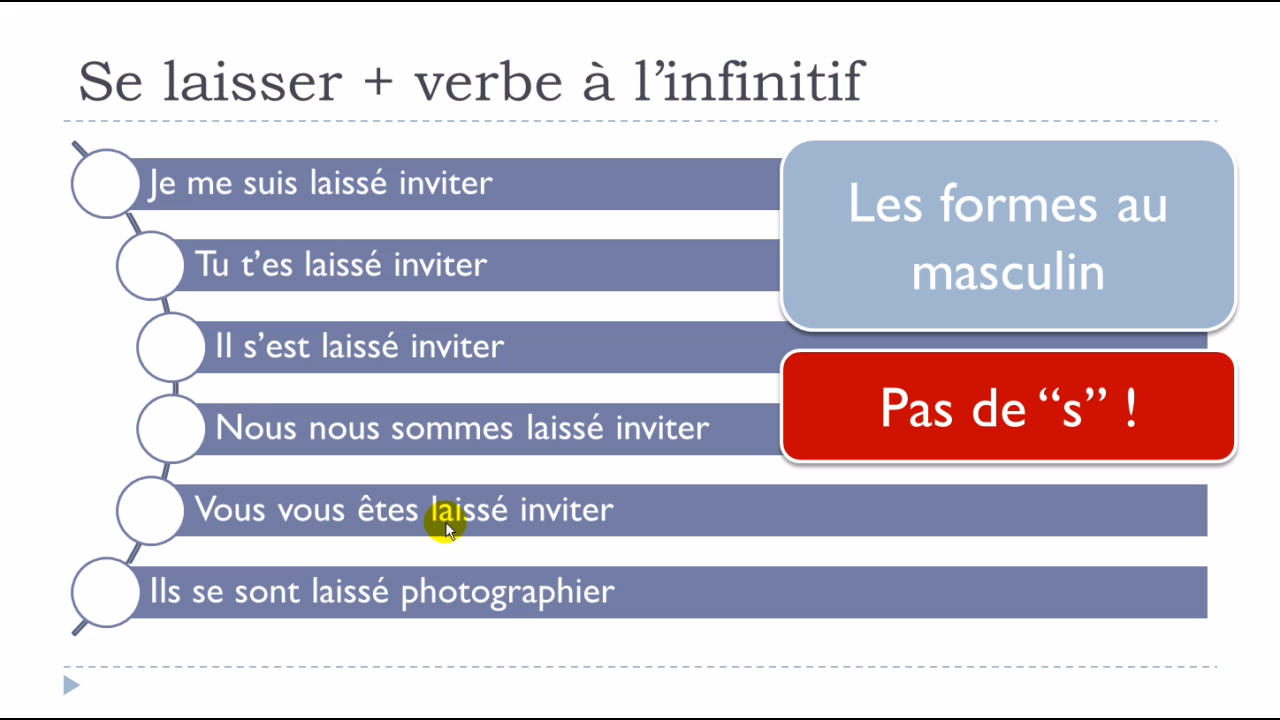 Se laisser + verbe à l’infinitif
Je me suis laissé inviter
Tu t’es laissé inviter
Il s’est laissé inviter
Nous nous sommes laissé inviter
Vous vous êtes laissé inviter
Ils se sont laissé photographier
Les formes au
masculin
Pas de “s” !